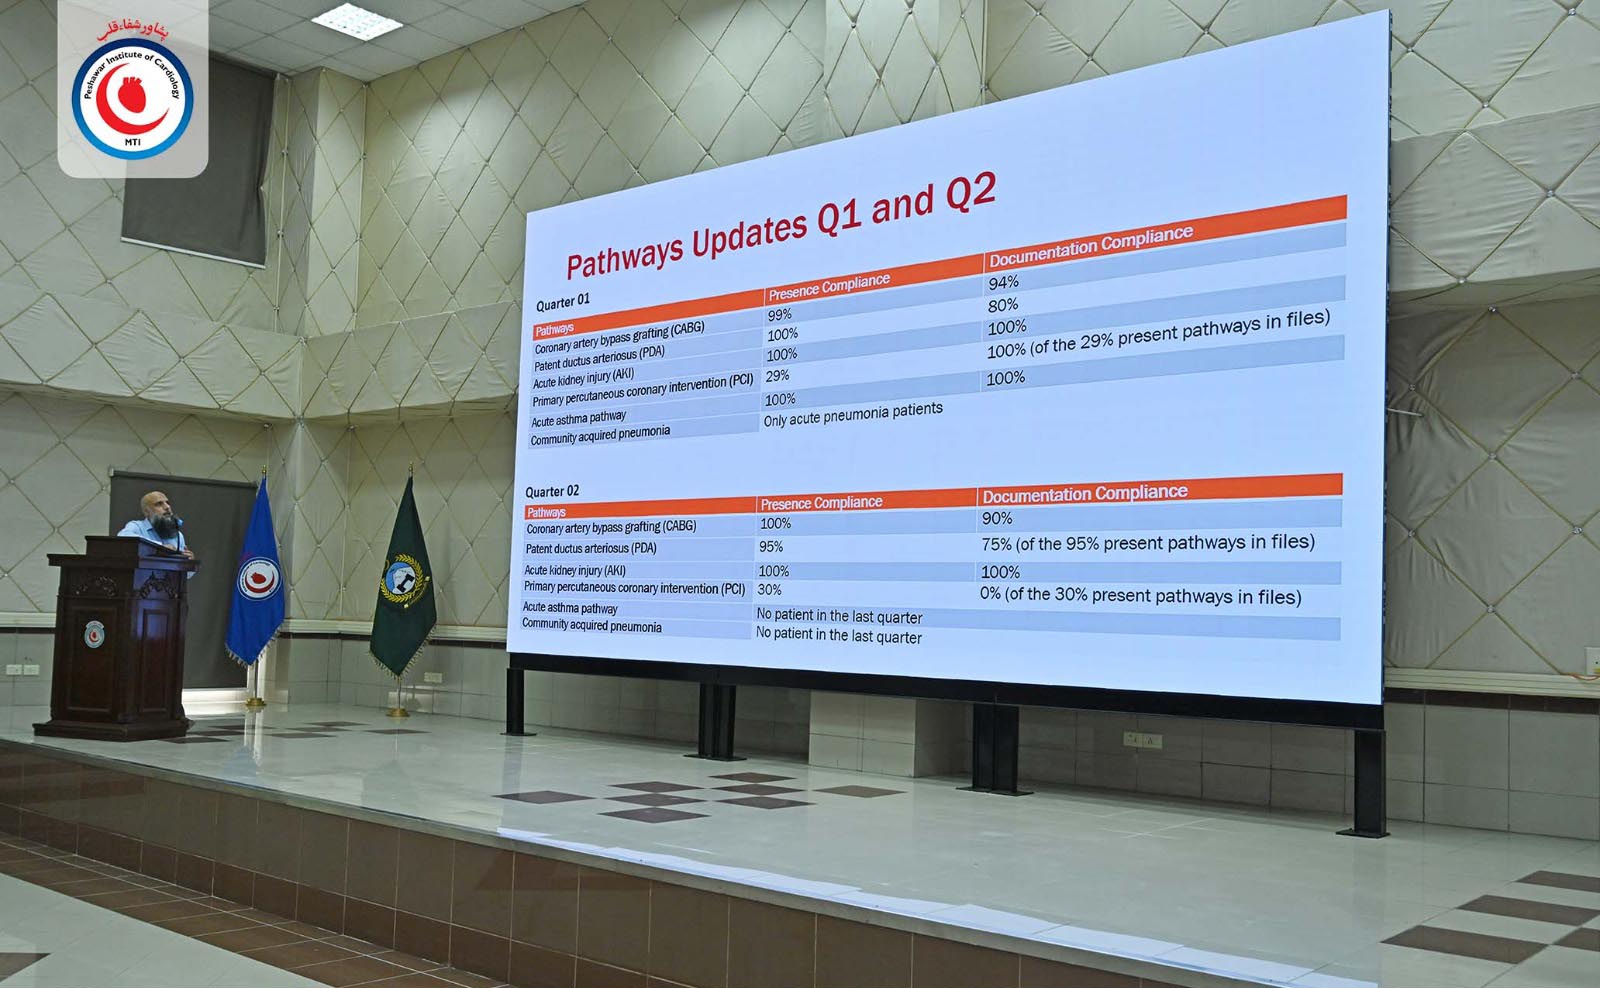 پشاور شفاء قلب
Peshawar Institute of Cardiology
MTI
Pathways Updates Q1 and Q2
Quarter 01
Pathways Presence Compliance Documentation Compliance
Coronary artery bypass grafting (CABG) 99% 94%
Patent ductus arteriosus (PDA) 100% 80%
Acute kidney injury (AKI) 100% 100%
Primary percutaneous coronary intervention (PCI) 29% 100% (of the 29% present pathways in files)
Acute asthma pathway 100% 100%
Community acquired pneumonia Only acute pneumonia patients
Quarter 02
Pathways Presence Compliance Documentation Compliance
Coronary artery bypass grafting (CABG) 100% 90%
Patent ductus arteriosus (PDA) 95% 75% (of the 95% present pathways in files)
Acute kidney injury (AKI) 100% 100%
Primary percutaneous coronary intervention (PCI) 30% 0% (of the 30% present pathways in files)
Acute asthma pathway No patient in the last quarter
Community acquired pneumonia No patient in the last quarter